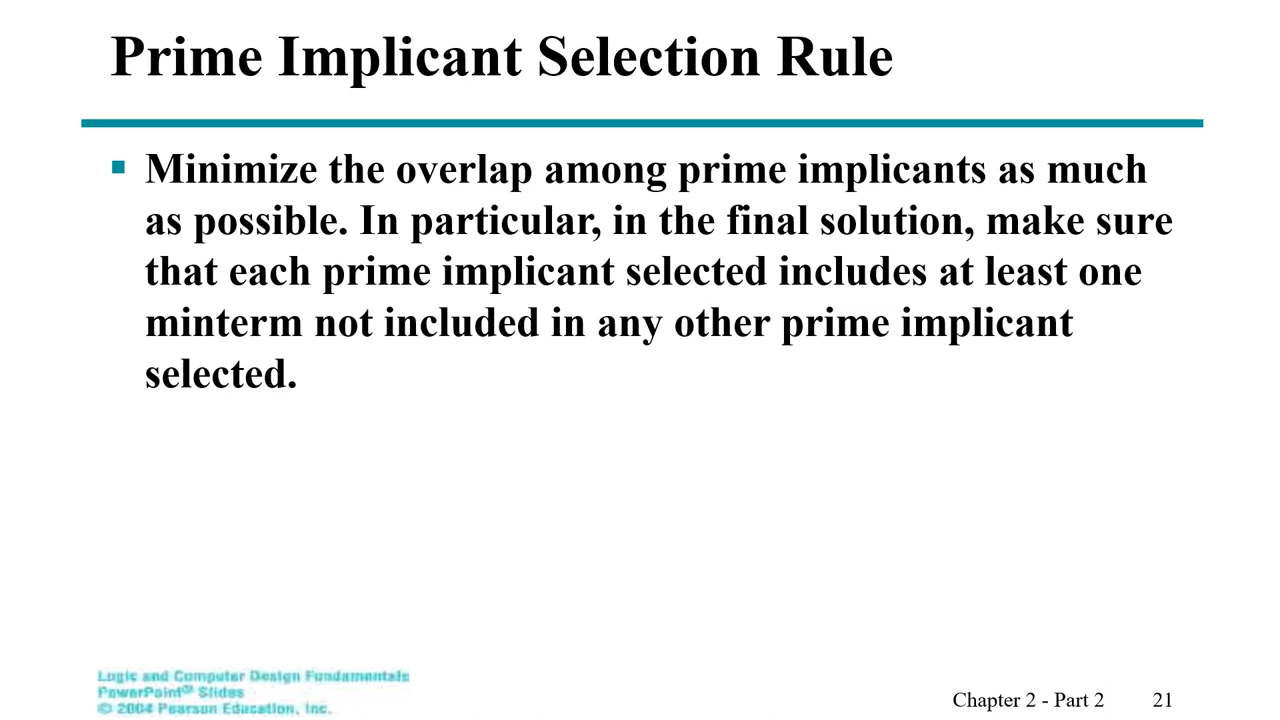 Prime Implicant Selection Rule
Minimize the overlap among prime implicants as much
as possible. In particular, in the final solution, make sure
that each prime implicant selected includes at least one
minterm not included in any other prime implicant
selected.
Logic and Computer Design Fundamentals
PowerPoint® Slides
© 2004 Pearson Education, Inc.
Chapter 2 - Part 2 21